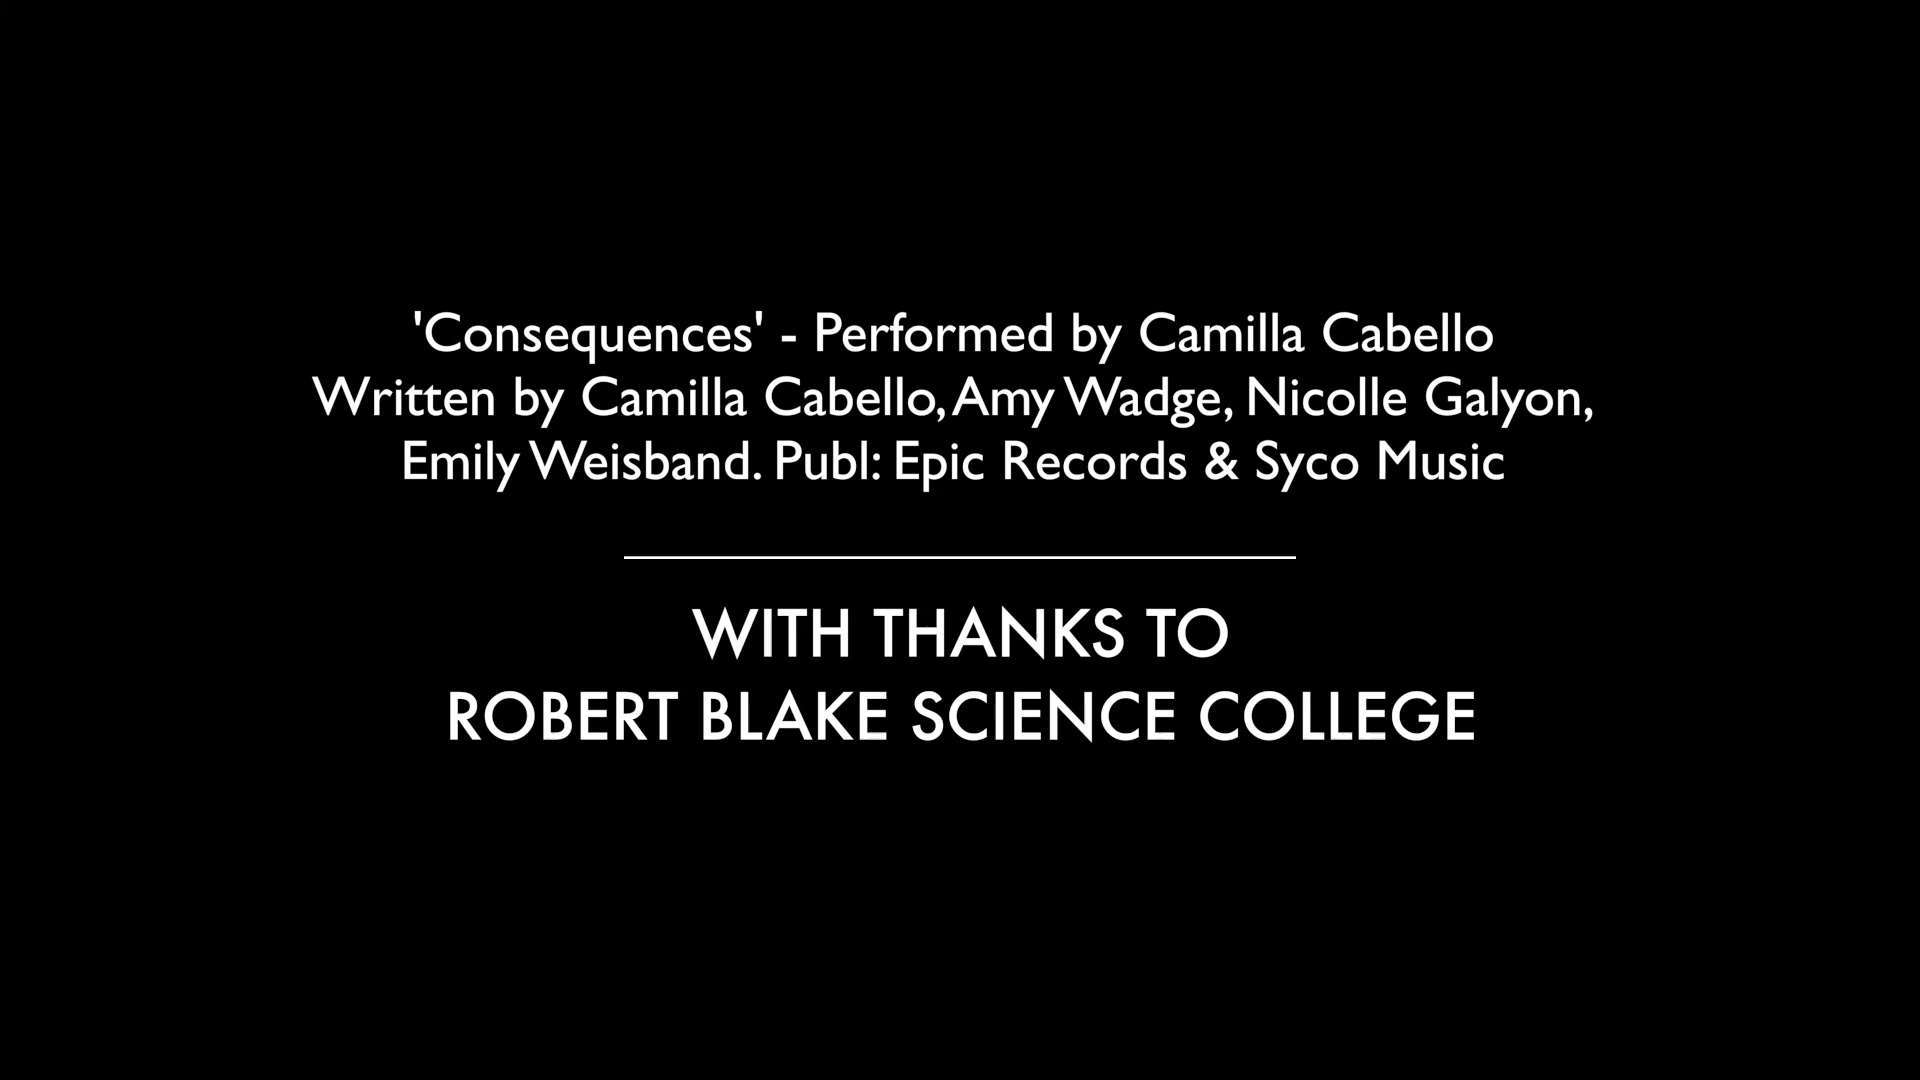 'Consequences' - Performed by Camilla Cabello
Written by Camilla Cabello, Amy Wadge, Nicolle Galyon,
Emily Weisband. Publ: Epic Records & Syco Music
WITH THANKS TO
ROBERT BLAKE SCIENCE COLLEGE